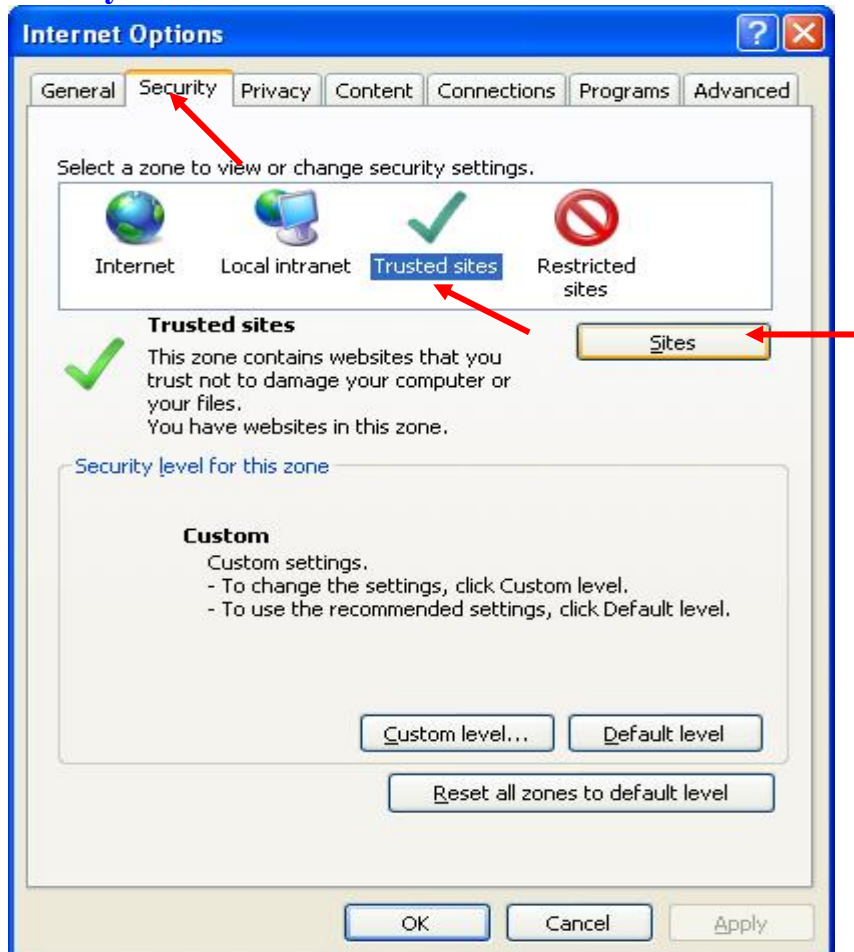 Internet Options
General Security Privacy Content Connections Programs Advanced
Select a zone to view or change security settings.
Internet Local intranet Trusted sites Restricted sites
Trusted sites
Sites
This zone contains websites that you
trust not to damage your computer or
your files.
You have websites in this zone.
Security level for this zone
Custom
Custom settings.
- To change the settings, click Custom level.
- To use the recommended settings, click Default level.
Custom level... Default level
Reset all zones to default level
OK Cancel Apply